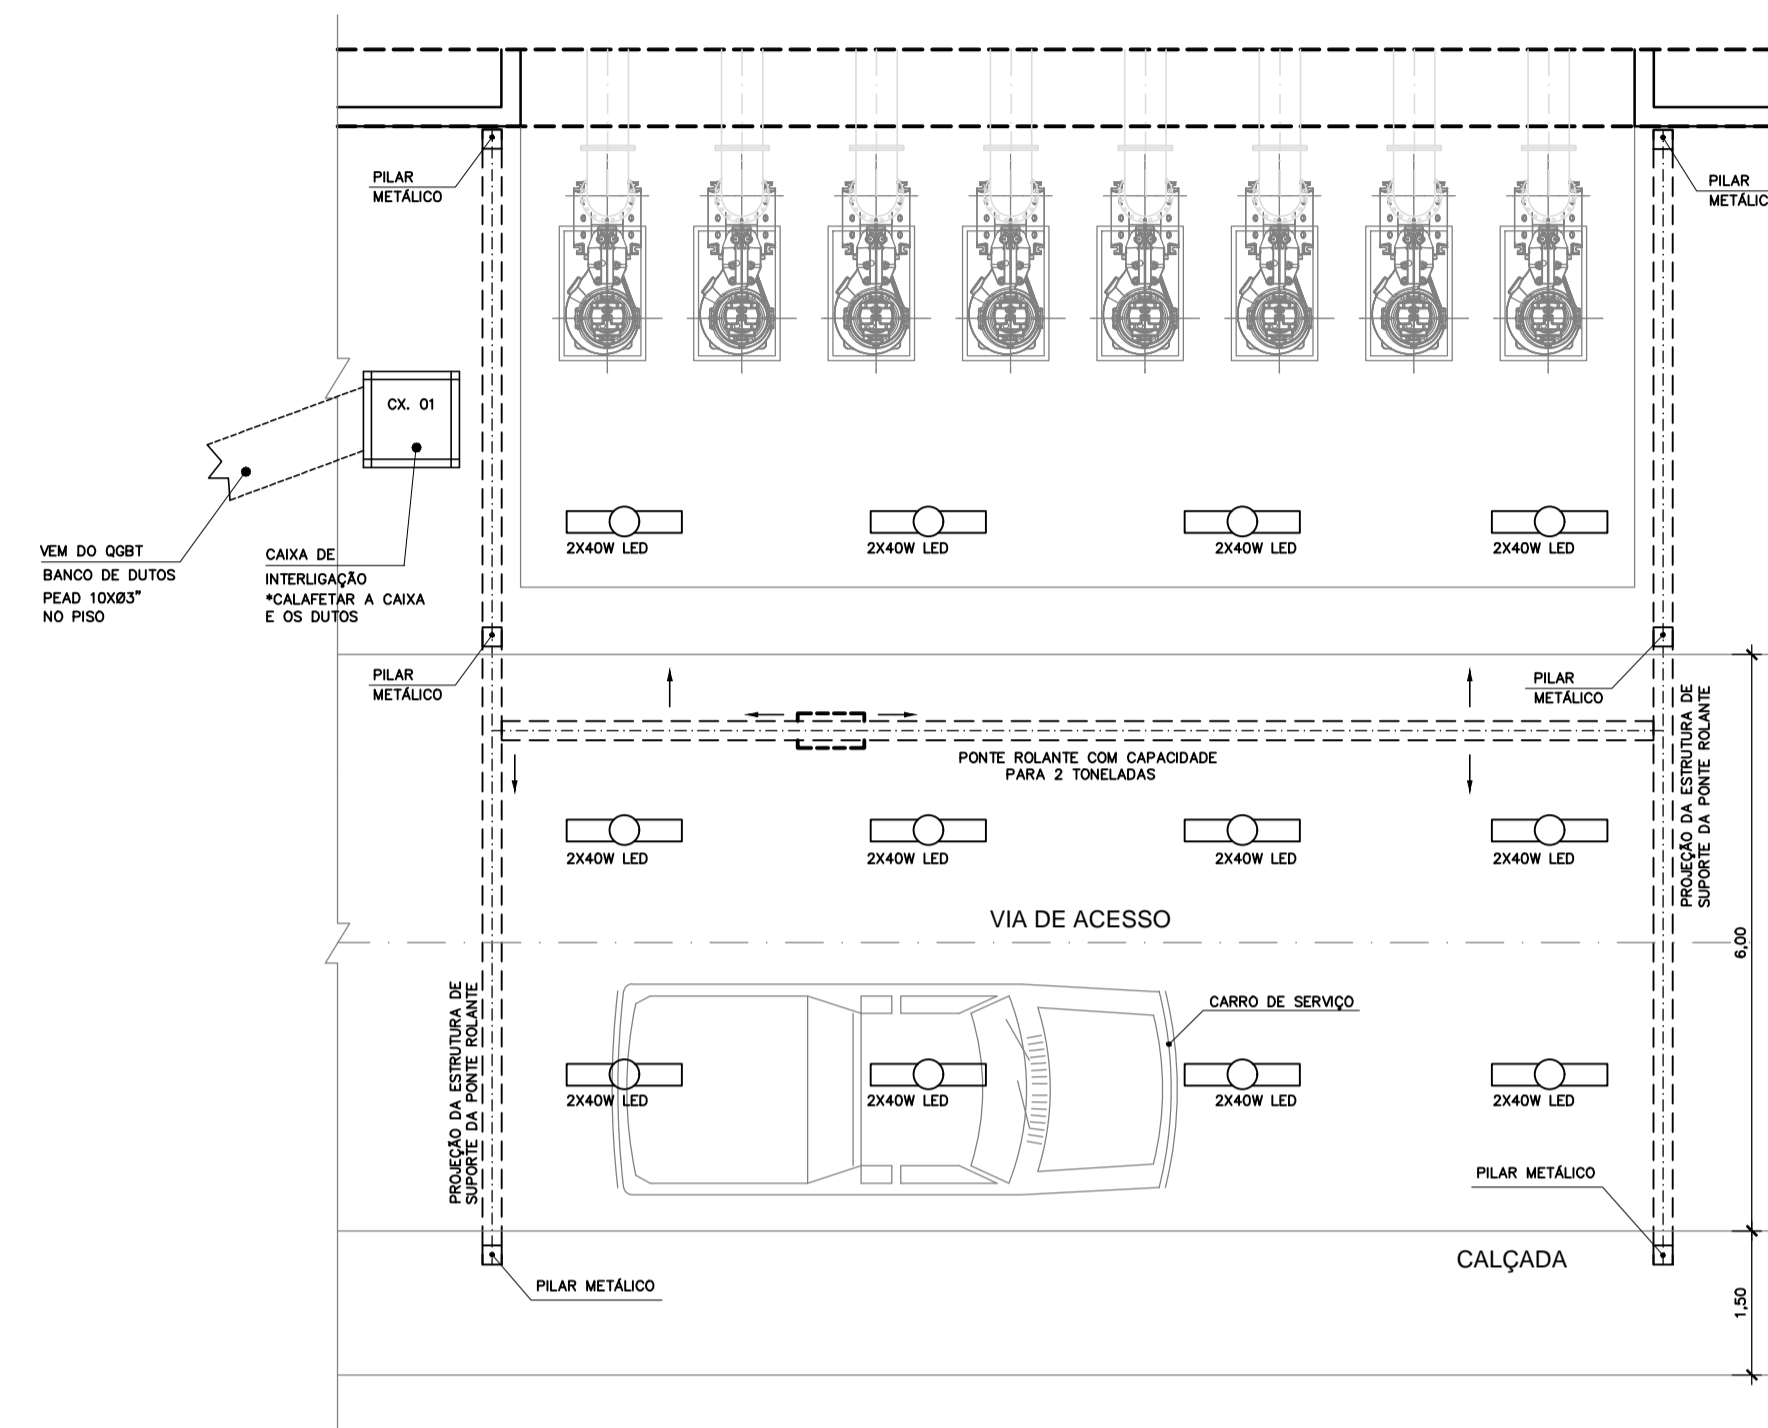 PILAR
METÁLICO
PILAR
METÁLIC
CX. 01
VEM DO QGBT
BANCO DE DUTOS
PEAD 10XØ3"
NO PISO
CAIXA DE
INTERLIGAÇÃO
*CALAFETAR A CAIXA
E OS DUTOS
2X40W LED
2X40W LED
2X40W LED
2X40W LED
PILAR
METÁLICO
PILAR
METÁLICO
PONTE ROLANTE COM CAPACIDADE
PARA 2 TONELADAS
PROJEÇÃO DA ESTRUTURA DE
SUPORTE DA PONTE ROLANTE
2X40W LED
2X40W LED
2X40W LED
2X40W LED
VIA DE ACESSO
6,00
PROJEÇÃO DA ESTRUTURA DE
SUPORTE DA PONTE ROLANTE
CARRO DE SERVIÇO
2X40W LED
2X40W LED
2X40W LED
2X40W LED
PILAR METÁLICO
CALÇADA
PILAR METÁLICO
1,50